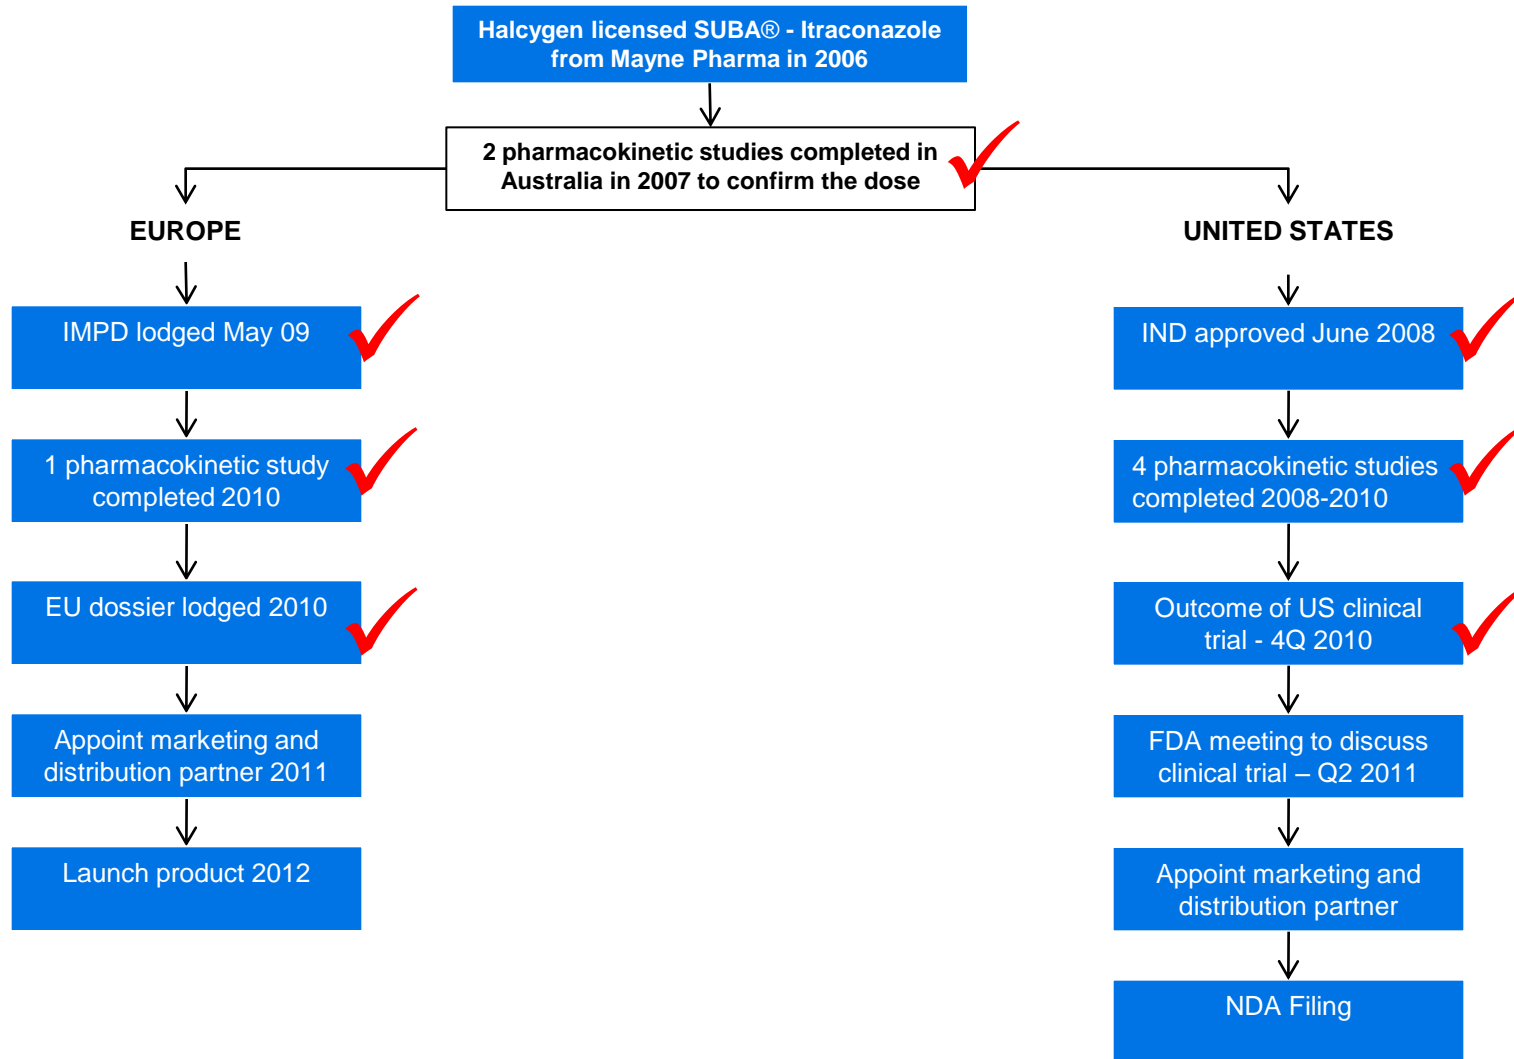 Halcygen licensed SUBA® - Itraconazole
from Mayne Pharma in 2006
2 pharmacokinetic studies completed in
Australia in 2007 to confirm the dose
EUROPE
IMPD lodged May 09
1 pharmacokinetic study
completed 2010
EU dossier lodged 2010
Appoint marketing and
distribution partner 2011
Launch product 2012
UNITED STATES
IND approved June 2008
4 pharmacokinetic studies
completed 2008-2010
Outcome of US clinical
trial - 4Q 2010
FDA meeting to discuss
clinical trial – Q2 2011
Appoint marketing and
distribution partner
NDA Filing